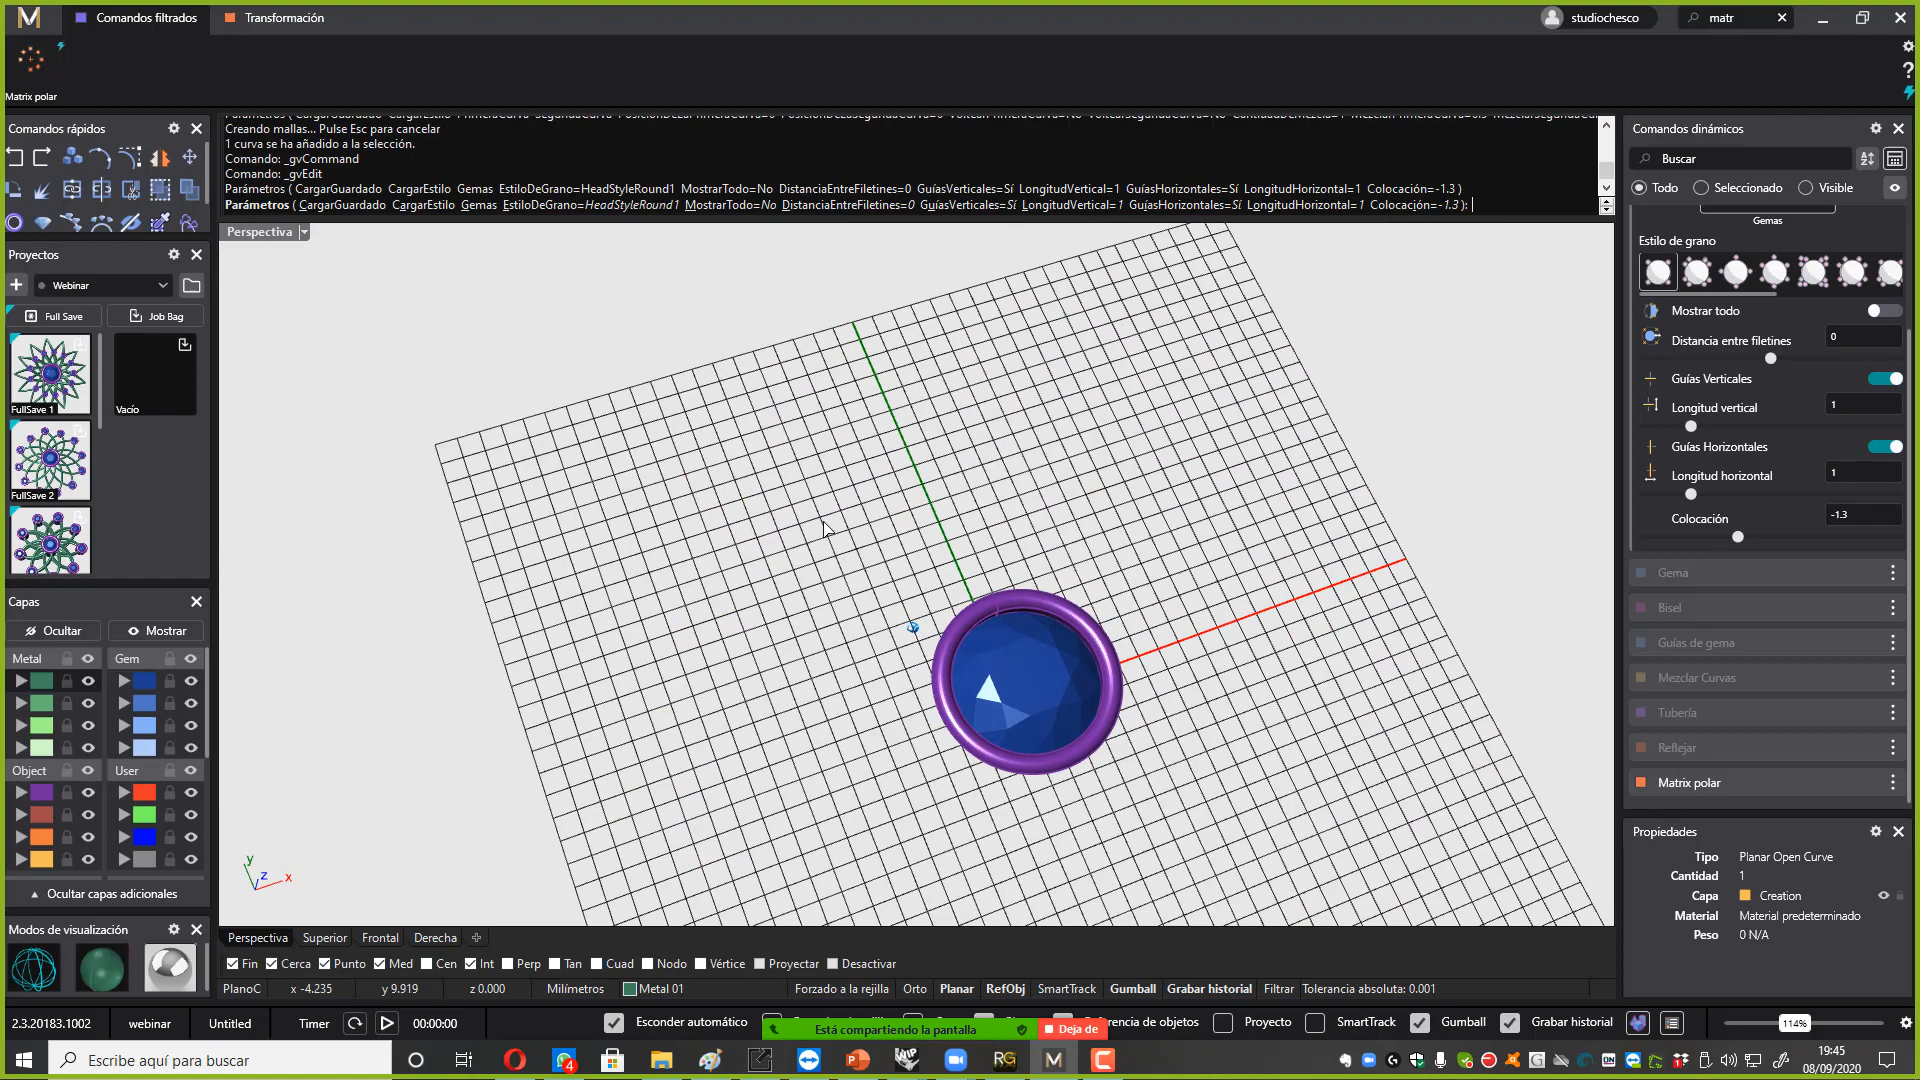 Comandos filtrados
Transformación
studiochesco
matr
Matrix polar
Comandos rápidos
Creando mallas... Pulse Esc para cancelar
1 curva se ha añadido a la selección.
Comando: _gvCommand
Comando: _gvEdit
Parámetros ( CargarGuardado CargarEstilo Gemas EstiloDeGrano=HeadStyleRound1 MostrarTodo=No DistanciaEntreFiletines=0 GuíasVerticales=Sí LongitudVertical=1 GuíasHorizontales=Sí LongitudHorizontal=1 Colocación=-1.3 )
Parámetros ( CargarGuardado CargarEstilo Gemas EstiloDeGrano=HeadStyleRound1 MostrarTodo=No DistanciaEntreFiletines=0 GuíasVerticales=Sí LongitudVertical=1 GuíasHorizontales=Sí LongitudHorizontal=1 Colocación=-1.3 ):
Perspectiva
Proyectos
Webinar
Full Save
Job Bag
FullSave 1
Vacío
FullSave 2
Capas
Ocultar
Mostrar
Metal
Gem
Object
User
Ocultar capas adicionales
Modos de visualización
y
z
x
Comandos dinámicos
Buscar
Todo
Seleccionado
Visible
Gemas
Estilo de grano
Mostrar todo
Distancia entre filetines
0
Guías Verticales
Longitud vertical
1
Guías Horizontales
Longitud horizontal
1
Colocación
-1.3
Gema
Bisel
Guías de gema
Mezclar Curvas
Tubería
Reflejar
Matrix polar
Propiedades
Tipo Planar Open Curve
Cantidad 1
Capa Creation
Material Material predeterminado
Peso 0 N/A
Perspectiva Superior Frontal Derecha
Fin Cerca Punto Med Cen Int Perp Tan Cuad Nodo Vértice Proyectar Desactivar
PlanoC x -4.235 y 9.919 z 0.000 Milímetros Metal 01 Forzado a la rejilla Orto Planar RefObj SmartTrack Gumball Grabar historial Filtrar Tolerancia absoluta: 0.001
2.3.20183.1002 webinar Untitled Timer 00:00:00 Esconder automático
Está compartiendo la pantalla
Deja de
erencia de objetos Proyecto SmartTrack Gumball Grabar historial 114%
Escribe aquí para buscar
4
RG
M
19:45
08/09/2020